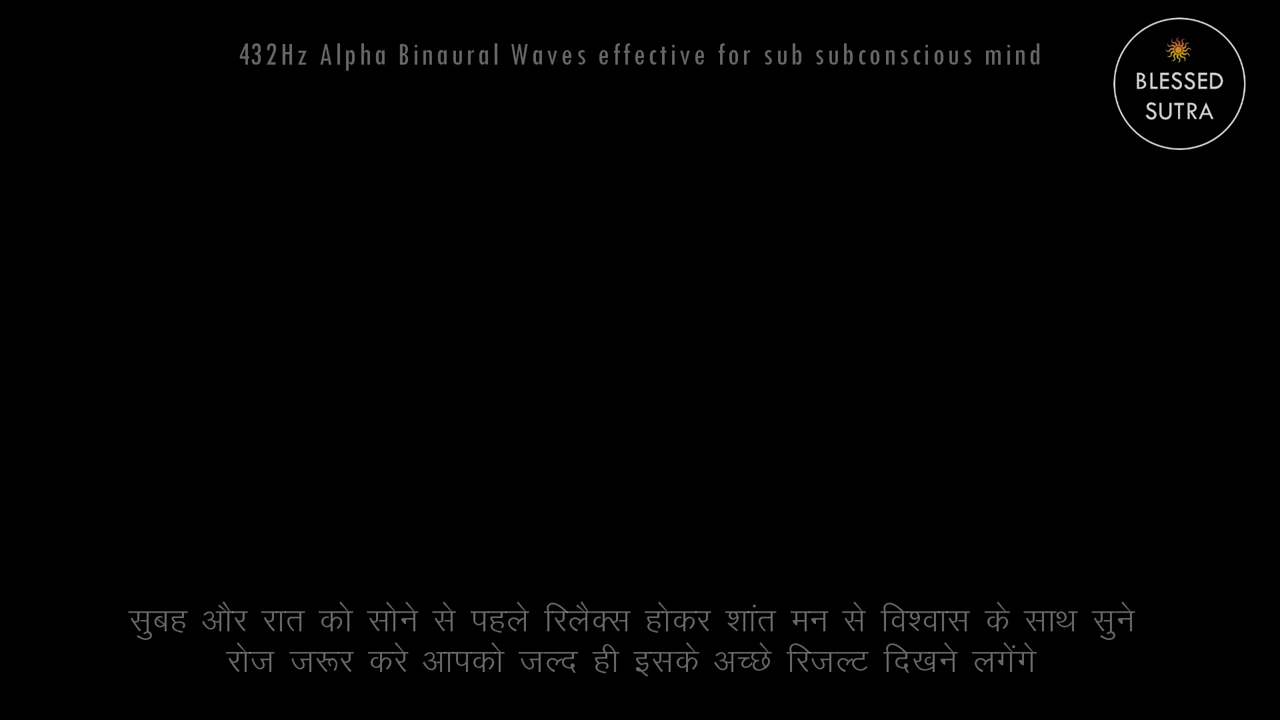 432Hz Alpha Binaural Waves effective for sub subconscious mind
BLESSED
SUTRA
सुबह और रात को सोने से पहले रिलैक्स होकर शांत मन से विश्वास के साथ सुने
रोज जरूर करे आपको जल्द ही इसके अच्छे रिजल्ट दिखने लगेंगे